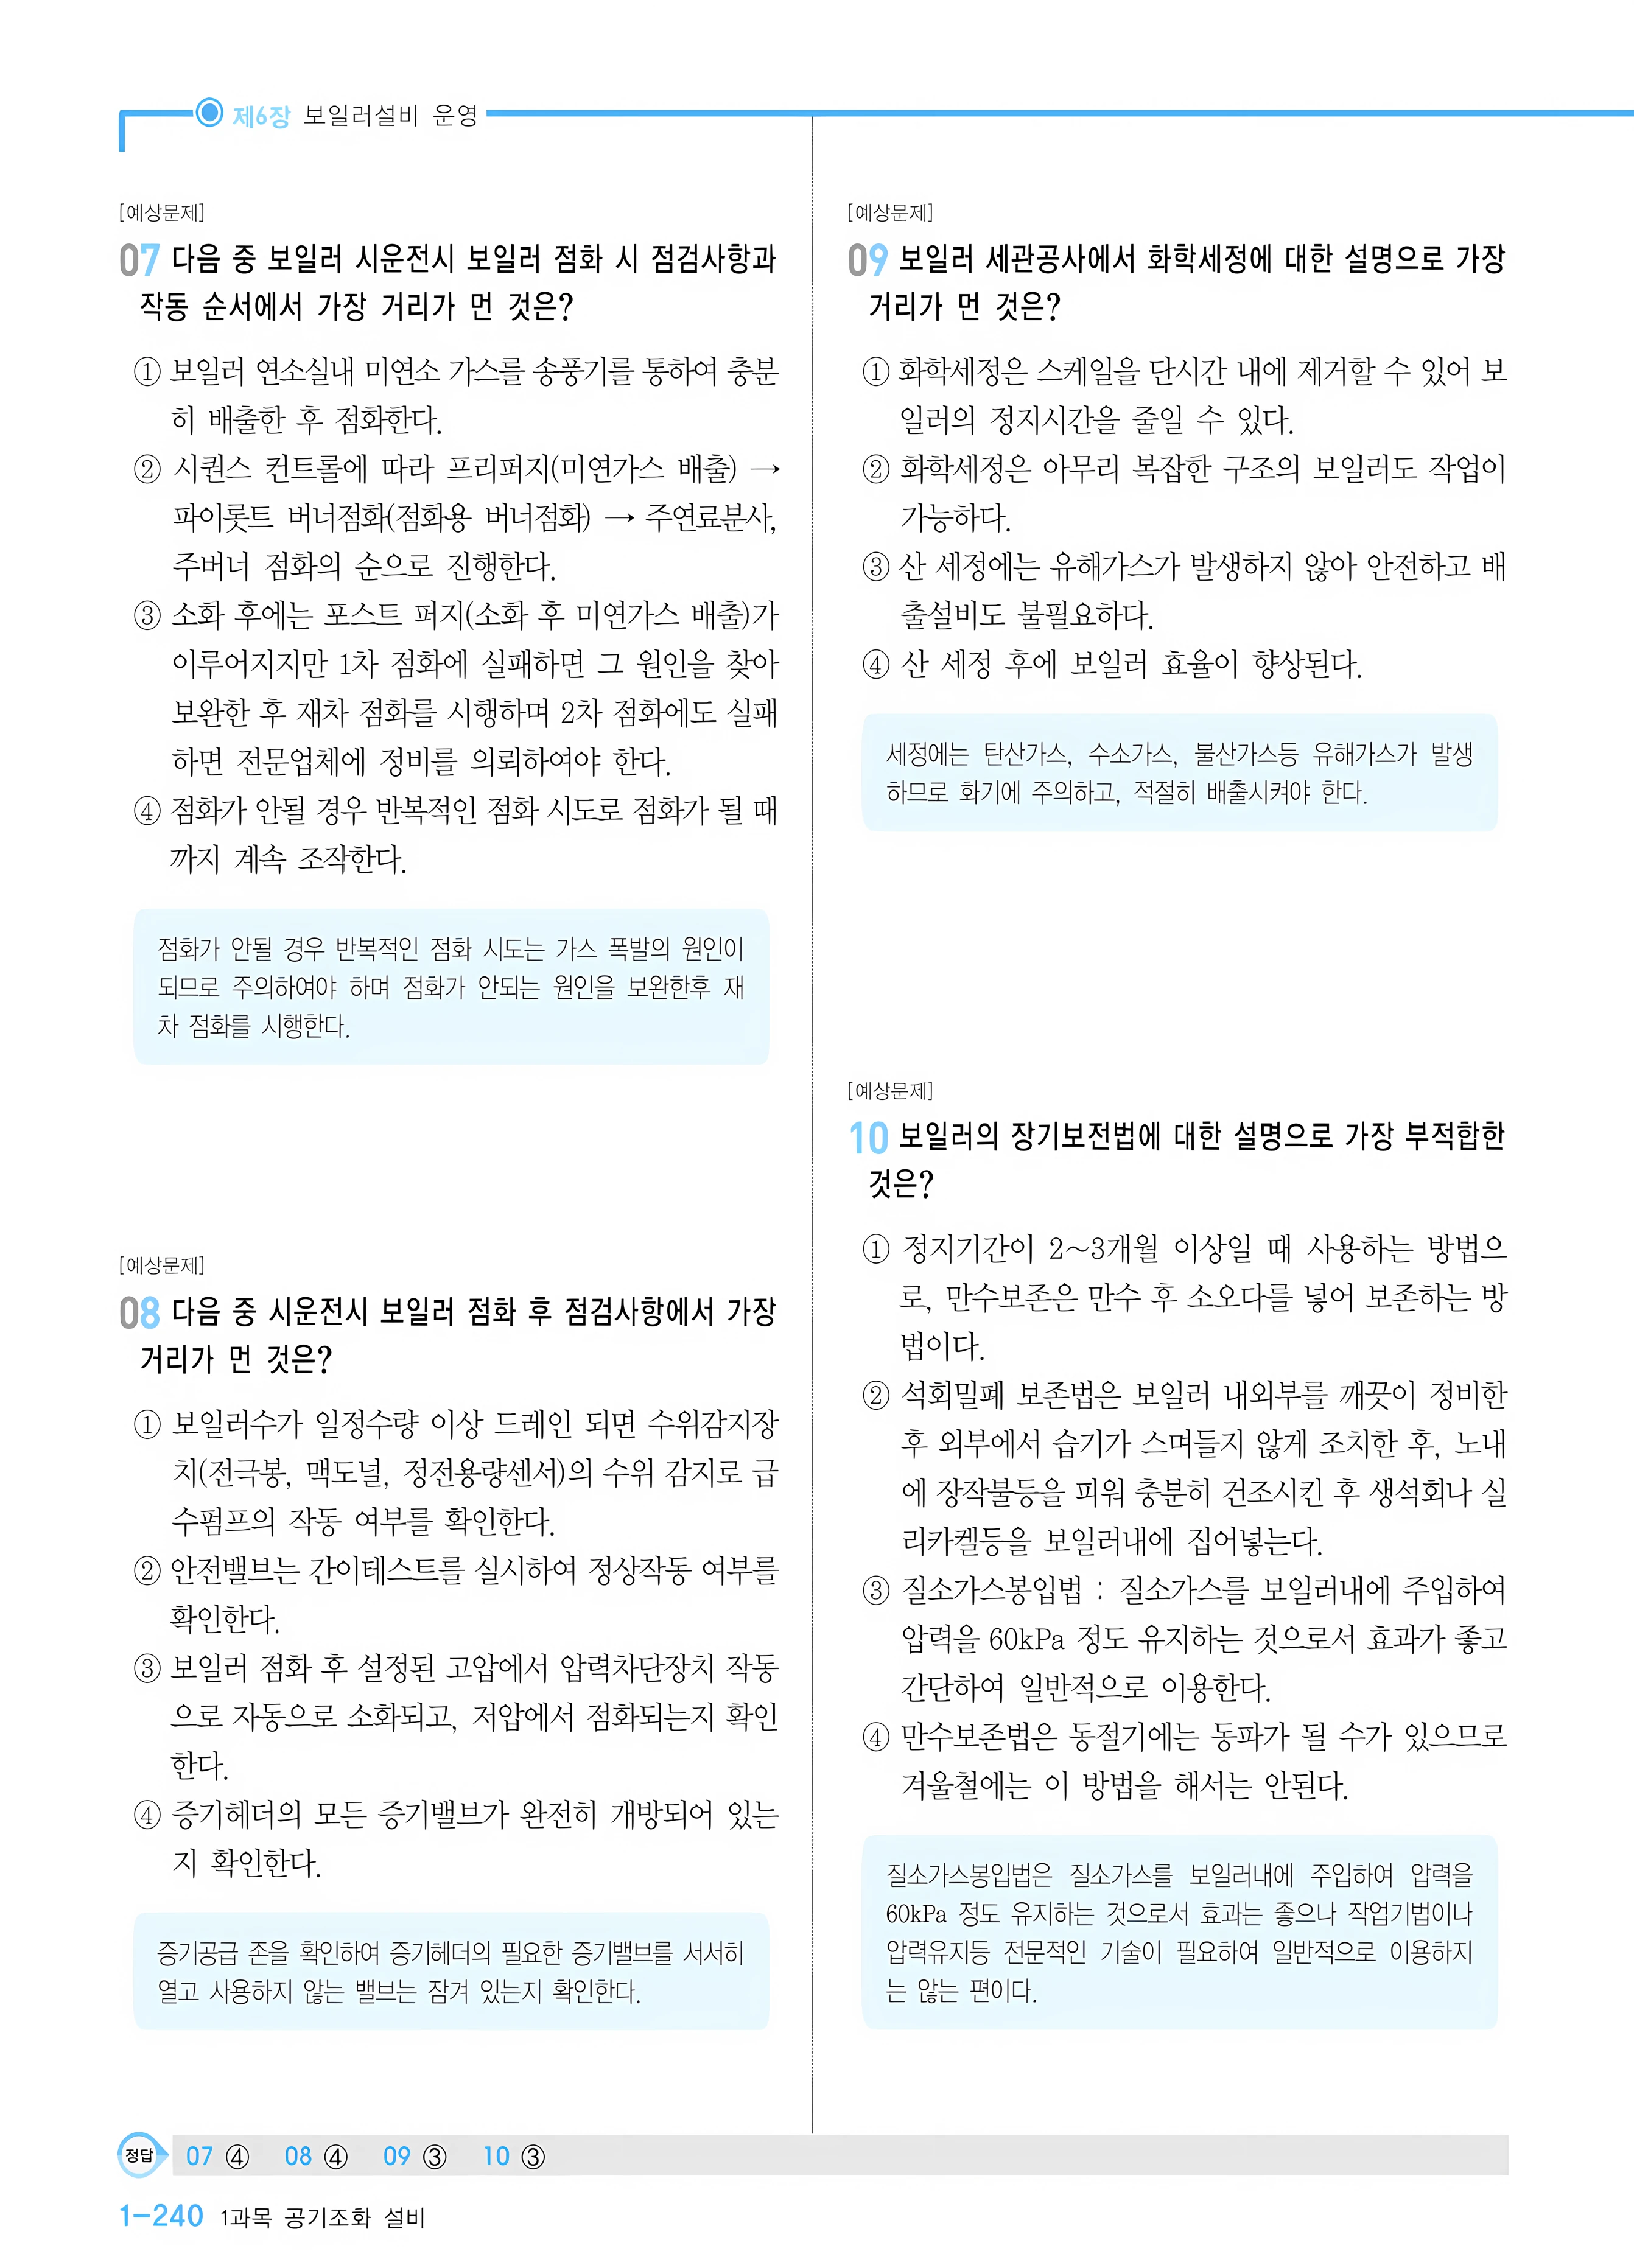 제6장 보일러설비 운영
[예상문제]
07 다음 중 보일러 시운전시 보일러 점화 시 점검사항과
작동 순서에서 가장 거리가 먼 것은?
① 보일러 연소실내 미연소 가스를 송풍기를 통하여 충분
히 배출한 후 점화한다.
② 시퀀스 컨트롤에 따라 프리퍼지(미연가스 배출) →
파이롯트 버너점화(점화용 버너점화) → 주연료분사,
주버너 점화의 순으로 진행한다.
③ 소화 후에는 포스트 퍼지(소화 후 미연가스 배출)가
이루어지지만 1차 점화에 실패하면 그 원인을 찾아
보완한 후 재차 점화를 시행하며 2차 점화에도 실패
하면 전문업체에 정비를 의뢰하여야 한다.
④ 점화가 안될 경우 반복적인 점화 시도로 점화가 될 때
까지 계속 조작한다.
점화가 안될 경우 반복적인 점화 시도는 가스 폭발의 원인이
되므로 주의하여야 하며 점화가 안되는 원인을 보완한후 재
차 점화를 시행한다.
[예상문제]
08 다음 중 시운전시 보일러 점화 후 점검사항에서 가장
거리가 먼 것은?
① 보일러수가 일정수량 이상 드레인 되면 수위감지장
치(전극봉, 맥도널, 정전용량센서)의 수위 감지로 급
수펌프의 작동 여부를 확인한다.
② 안전밸브는 간이테스트를 실시하여 정상작동 여부를
확인한다.
③ 보일러 점화 후 설정된 고압에서 압력차단장치 작동
으로 자동으로 소화되고, 저압에서 점화되는지 확인
한다.
④ 증기헤더의 모든 증기밸브가 완전히 개방되어 있는
지 확인한다.
증기공급 존을 확인하여 증기헤더의 필요한 증기밸브를 서서히
열고 사용하지 않는 밸브는 잠겨 있는지 확인한다.
[예상문제]
09 보일러 세관공사에서 화학세정에 대한 설명으로 가장
거리가 먼 것은?
① 화학세정은 스케일을 단시간 내에 제거할 수 있어 보
일러의 정지시간을 줄일 수 있다.
② 화학세정은 아무리 복잡한 구조의 보일러도 작업이
가능하다.
③ 산 세정에는 유해가스가 발생하지 않아 안전하고 배
출설비도 불필요하다.
④ 산 세정 후에 보일러 효율이 향상된다.
세정에는 탄산가스, 수소가스, 불산가스등 유해가스가 발생
하므로 화기에 주의하고, 적절히 배출시켜야 한다.
[예상문제]
10 보일러의 장기보전법에 대한 설명으로 가장 부적합한
것은?
① 정지기간이 2~3개월 이상일 때 사용하는 방법으
로, 만수보존은 만수 후 소오다를 넣어 보존하는 방
법이다.
② 석회밀폐 보존법은 보일러 내외부를 깨끗이 정비한
후 외부에서 습기가 스며들지 않게 조치한 후, 노내
에 장작불등을 피워 충분히 건조시킨 후 생석회나 실
리카켈등을 보일러내에 집어넣는다.
③ 질소가스봉입법 : 질소가스를 보일러내에 주입하여
압력을 60kPa 정도 유지하는 것으로서 효과가 좋고
간단하여 일반적으로 이용한다.
④ 만수보존법은 동절기에는 동파가 될 수가 있으므로
겨울철에는 이 방법을 해서는 안된다.
질소가스봉입법은 질소가스를 보일러내에 주입하여 압력을
60kPa 정도 유지하는 것으로서 효과는 좋으나 작업기법이나
압력유지등 전문적인 기술이 필요하여 일반적으로 이용하지
는 않는 편이다.
정답 07 ④ 08 ④ 09 ③ 10 ③
1-240 1과목 공기조화 설비